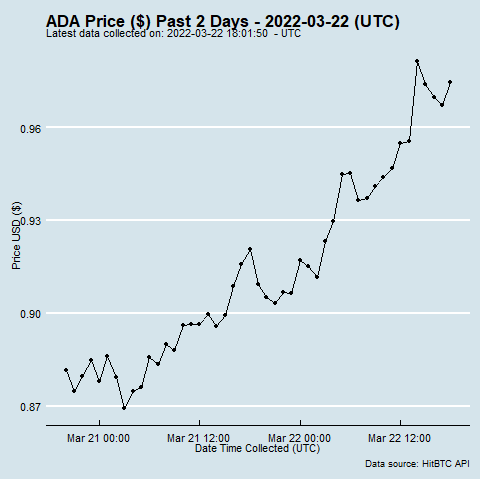 ADA Price ($) Past 2 Days - 2022-03-22 (UTC)
Latest data collected on: 2022-03-22 18:01:50  - UTC
0.96
0.93
0.90
0.87
Price USD ($)
Mar 21 00:00
Mar 21 12:00
Mar 22 00:00
Mar 22 12:00
Date Time Collected (UTC)
Data source: HitBTC API